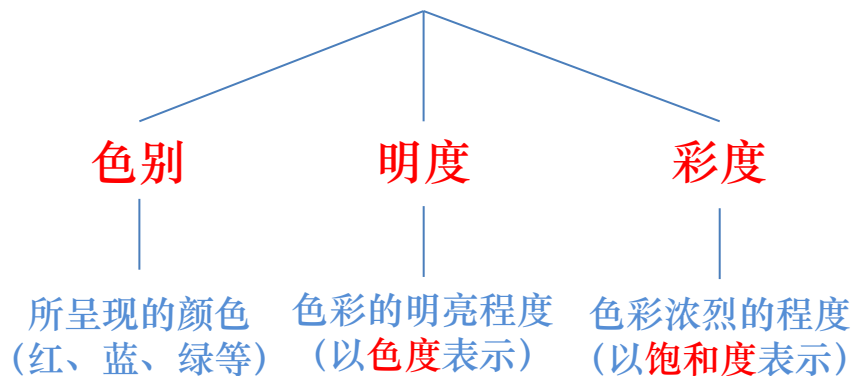 色别
明度
彩度
所呈现的颜色
（红、蓝、绿等）
色彩的明亮程度
（以色度表示）
色彩浓烈的程度
（以饱和度表示）